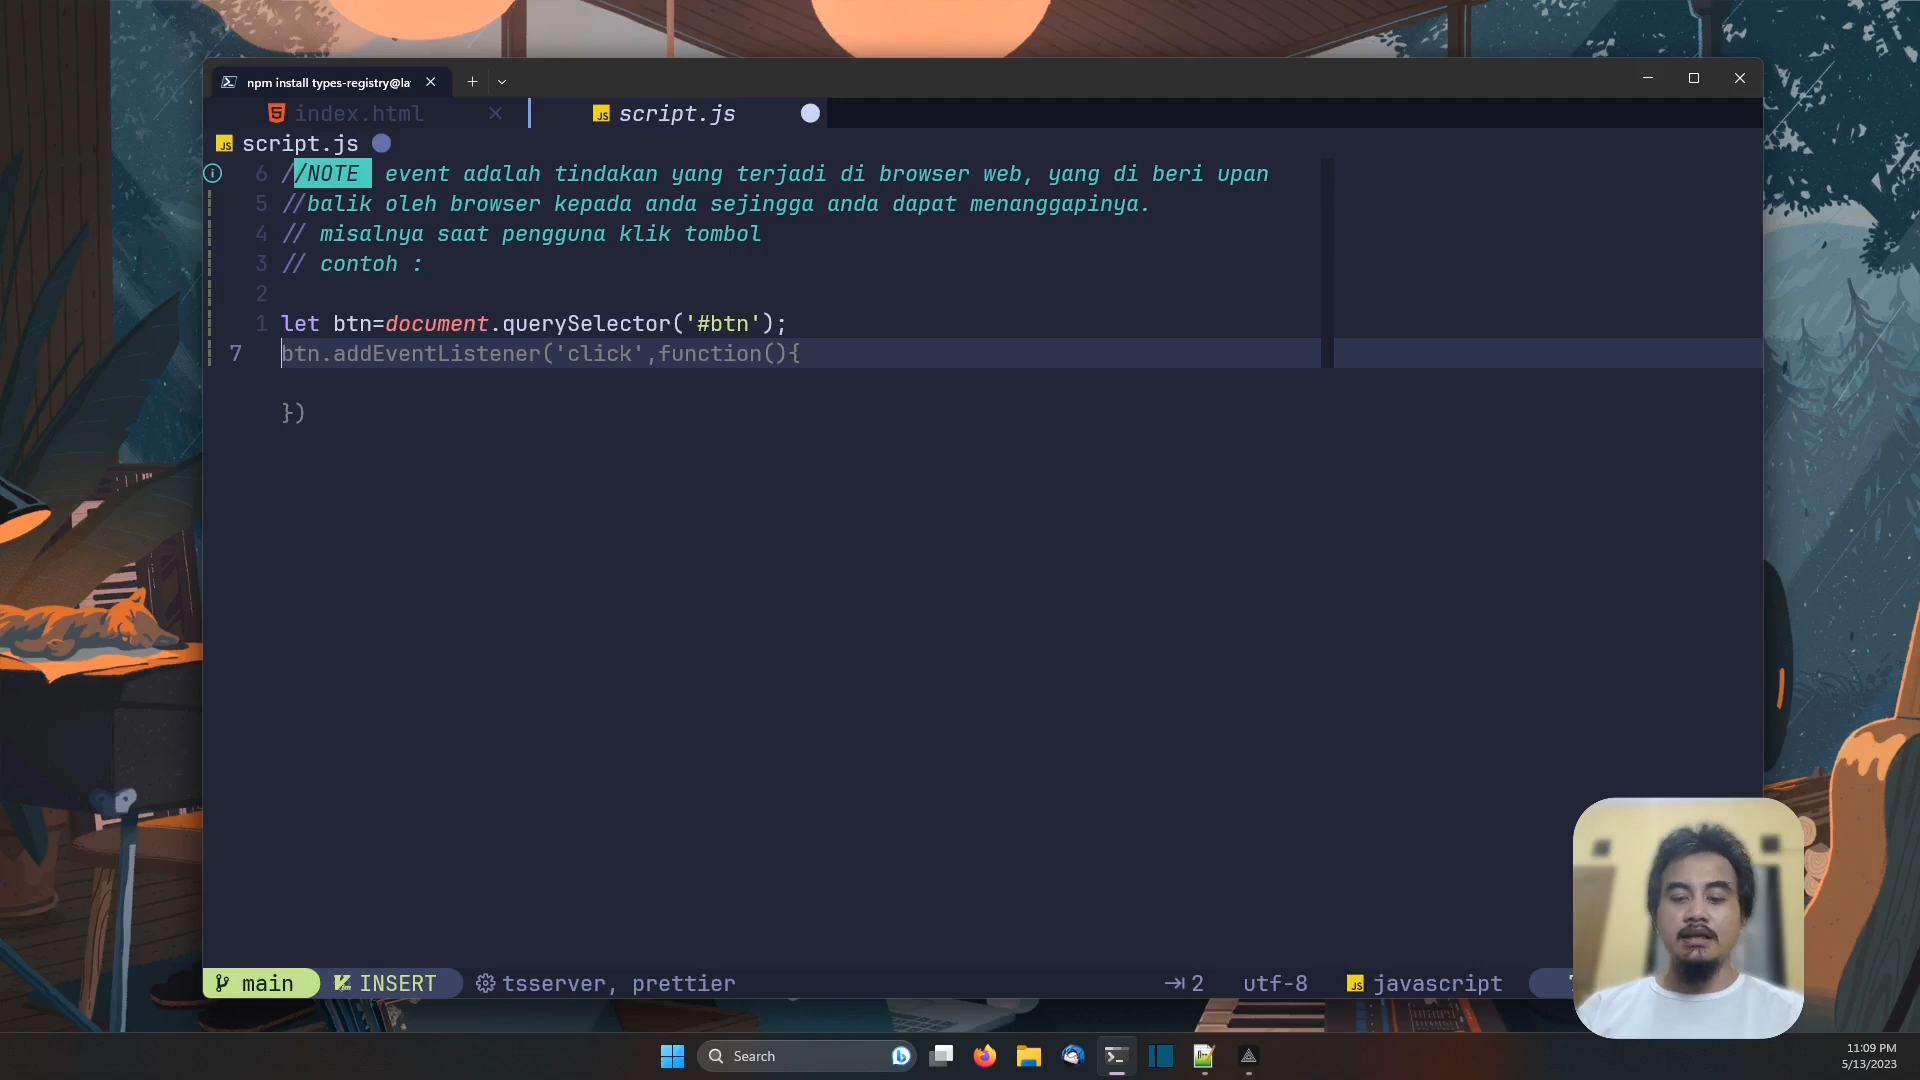 npm install types-registry@la
index.html
script.js
script.js
6 //NOTE event adalah tindakan yang terjadi di browser web, yang di beri upan
5 //balik oleh browser kepada anda sejingga anda dapat menanggapinya.
4 // misalnya saat pengguna klik tombol
3 // contoh :
2
1 let btn=document.querySelector('#btn');
7 btn.addEventListener('click',function(){
})
main INSERT tsserver, prettier 2 utf-8 JS javascript
Search
11:09 PM
5/13/2023